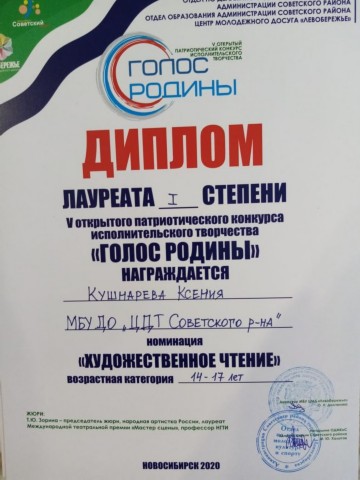 АДМИНИСТРАЦИИ СОВЕТСКОГО РАЙОНА
ОТДЕЛ ОБРАЗОВАНИЯ АДМИНИСТРАЦИИ СОВЕТСКОГО РАЙОНА
ЦЕНТР МОЛОДЕЖНОГО ДОСУГА «ЛЕВОБЕРЕЖЬЕ»
Советский
V ОТКРЫТЫЙ
ПАТРИОТИЧЕСКИЙ КОНКУРС
ИСПОЛНИТЕЛЬСКОГО
ТВОРЧЕСТВА
ГОЛОС
РОДИНЫ
ДИПЛОМ
ЛАУРЕАТА I СТЕПЕНИ
V открытого патриотического конкурса
исполнительского творчества
«ГОЛОС РОДИНЫ»
НАГРАЖДАЕТСЯ
Кушнарева Ксения
МБУДО „ЦДТ Советского р-на"
номинация
«ХУДОЖЕСТВЕННОЕ ЧТЕНИЕ»
возрастная категория 14-17 лет
ЖЮРИ:
– председатель жюри, народная артистка России, лауреат
Международной театральной премии «Мастер сцены», профессор НГТИ
НОВОСИБИРСК 2020